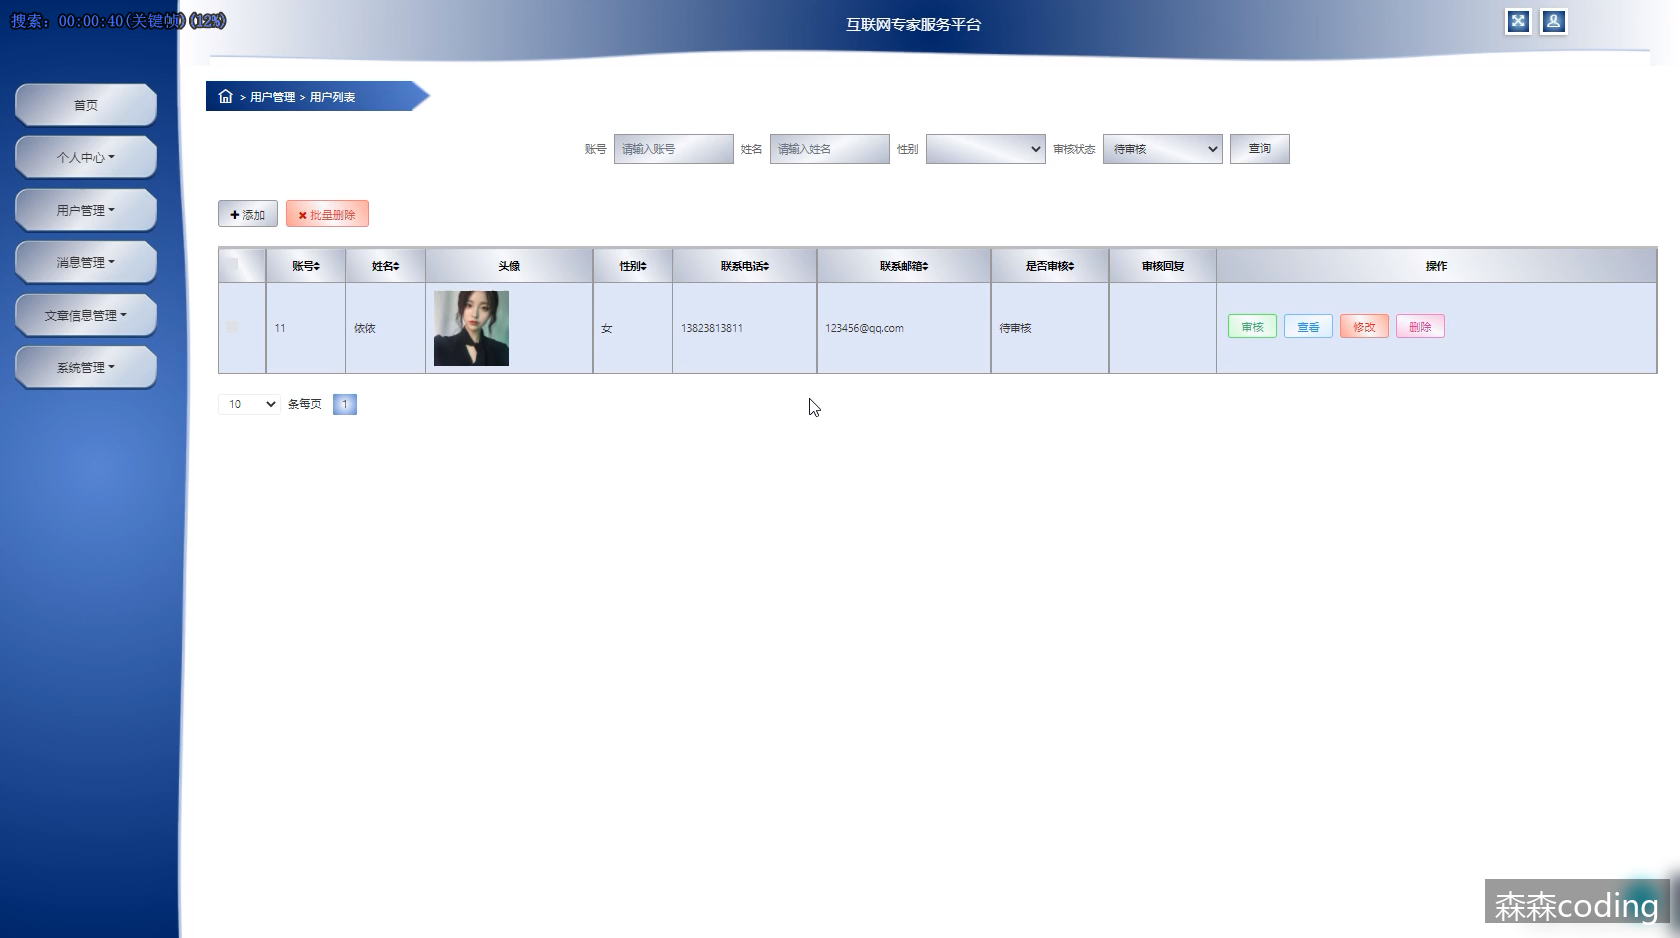 搜索: 00:00:40(关键帧)(12%)
互联网专家服务平台
首页
个人中心
用户管理
消息管理
文章信息管理
系统管理
> 用户管理 > 用户列表
账号 请输入账号 姓名 请输入姓名 性别 审核状态 待审核 查询
添加 批量删除
账号 姓名 头像 性别 联系电话 联系邮箱 是否审核 审核回复 操作
11 依依 女 13823813811 123456@qq.com 待审核 审核 查看 修改 删除
10 条每页 1
森森coding